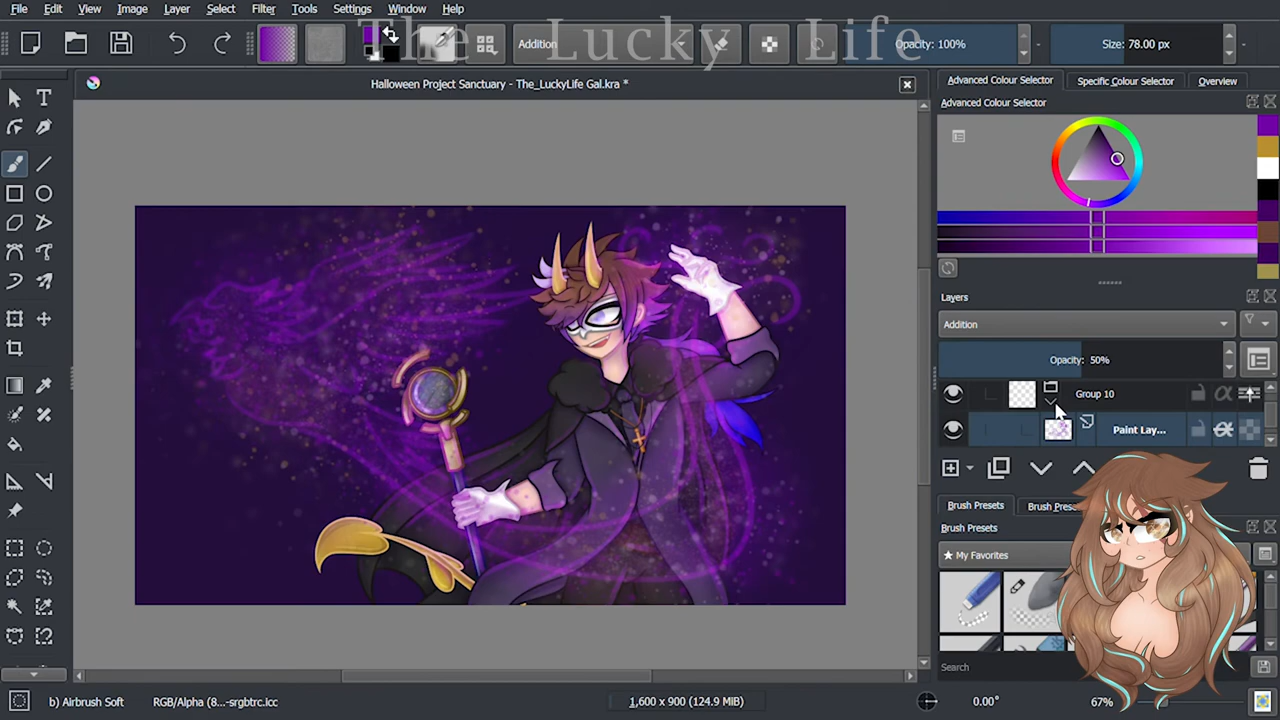 File Edit View Image Layer Select Filter Tools Settings Window Help
The Lucky Life
Addition
Opacity: 100%
Size: 78.00 px
Halloween Project Sanctuary - The_LuckyLife Gal.kra *
Advanced Colour Selector Specific Colour Selector Overview
Advanced Colour Selector
Layers
Addition
Opacity: 50%
Group 10
Paint Lay...
Brush Presets
Brush Presets
★ My Favorites
Search
b) Airbrush Soft
RGB/Alpha (8...-srgbtrc.icc
1,600 x 900 (124.9 MiB)
0.00°
67%